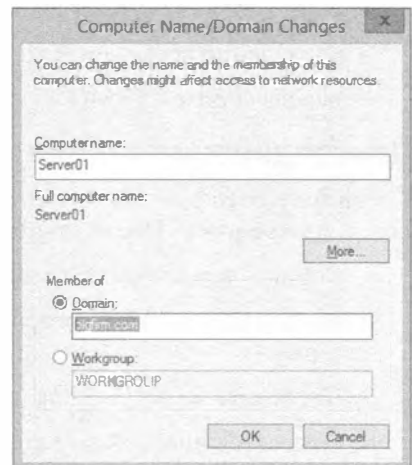 Computer Name/Domain Changes
x
You can change the name and the membership of this
computer. Changes might affect access to network resources.
Computer name:
Server01
Full computer name:
Server01
More...
Member of
Domain:
Workgroup:
WORKGROUP
OK
Cancel